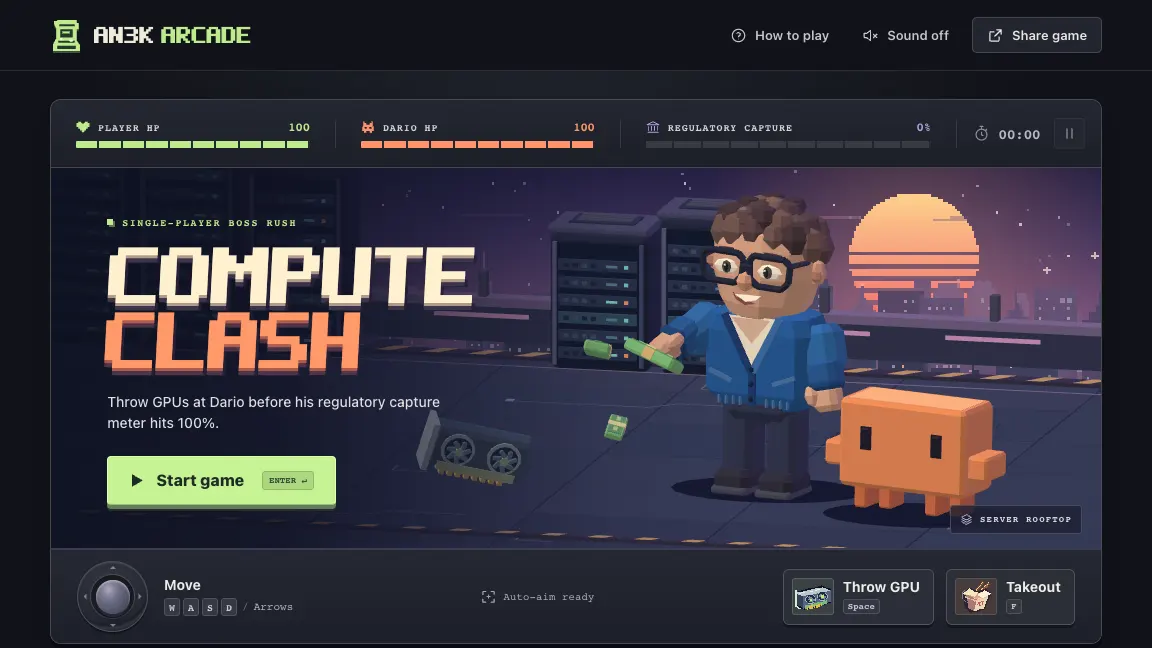 AN3K ARCADE
How to play
Sound off
Share game
PLAYER HP
100
DARIO HP
100
REGULATORY CAPTURE
0%
00:00
SINGLE-PLAYER BOSS RUSH
COMPUTE
CLASH
Throw GPUs at Dario before his regulatory capture
meter hits 100%.
Start game
ENTER ↵
SERVER ROOFTOP
Move
W A S D / Arrows
Auto-aim ready
Throw GPU
Space
Takeout
F